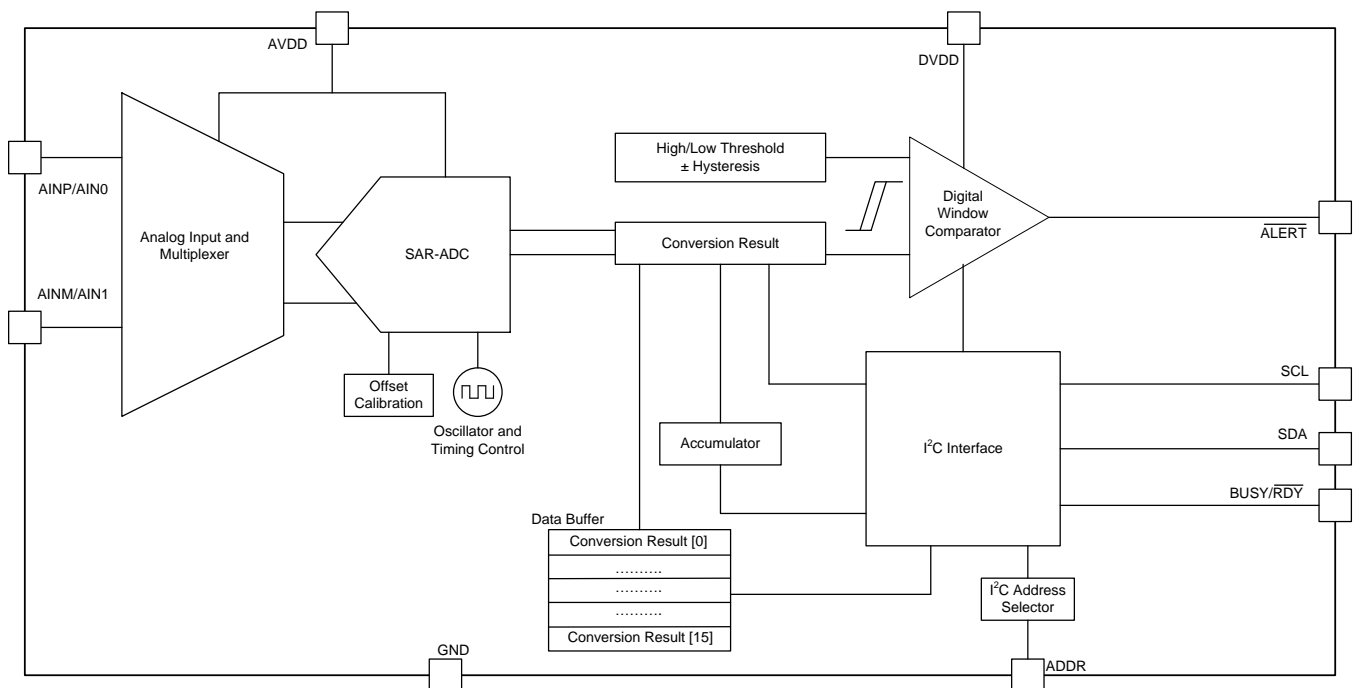 AVDD
DVDD
High/Low Threshold
± Hysteresis
AINP/AIN0
Digital
Window
Comparator
Analog Input and
Multiplexer
SAR-ADC
Conversion Result
ALERT
AINM/AIN1
Offset
Calibration
Oscillator and
Timing Control
SCL
Accumulator
I²C Interface
SDA
BUSY/RDY
Data Buffer
Conversion Result [0]
..........
..........
..........
Conversion Result [15]
I²C Address
Selector
GND
ADDR